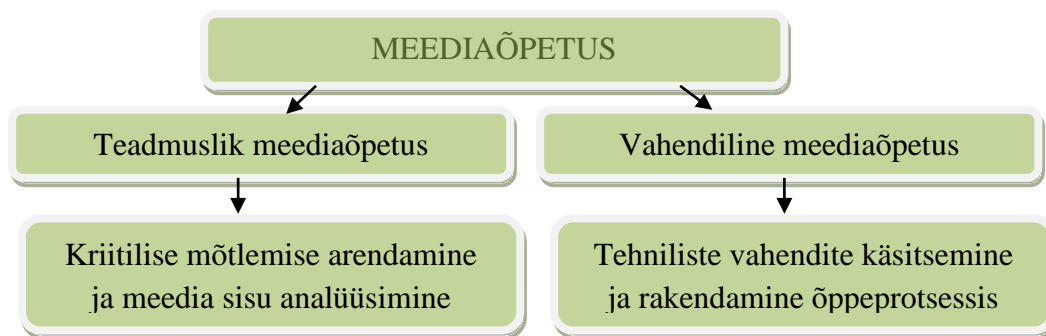 MEEDIAÕPETUS
Teadmuslik meediaõpetus
Vahendiline meediaõpetus
Kriitilise mõtlemise arendamine
ja meedia sisu analüüsimine
Tehniliste vahendite käsitsemine
ja rakendamine õppeprotsessis